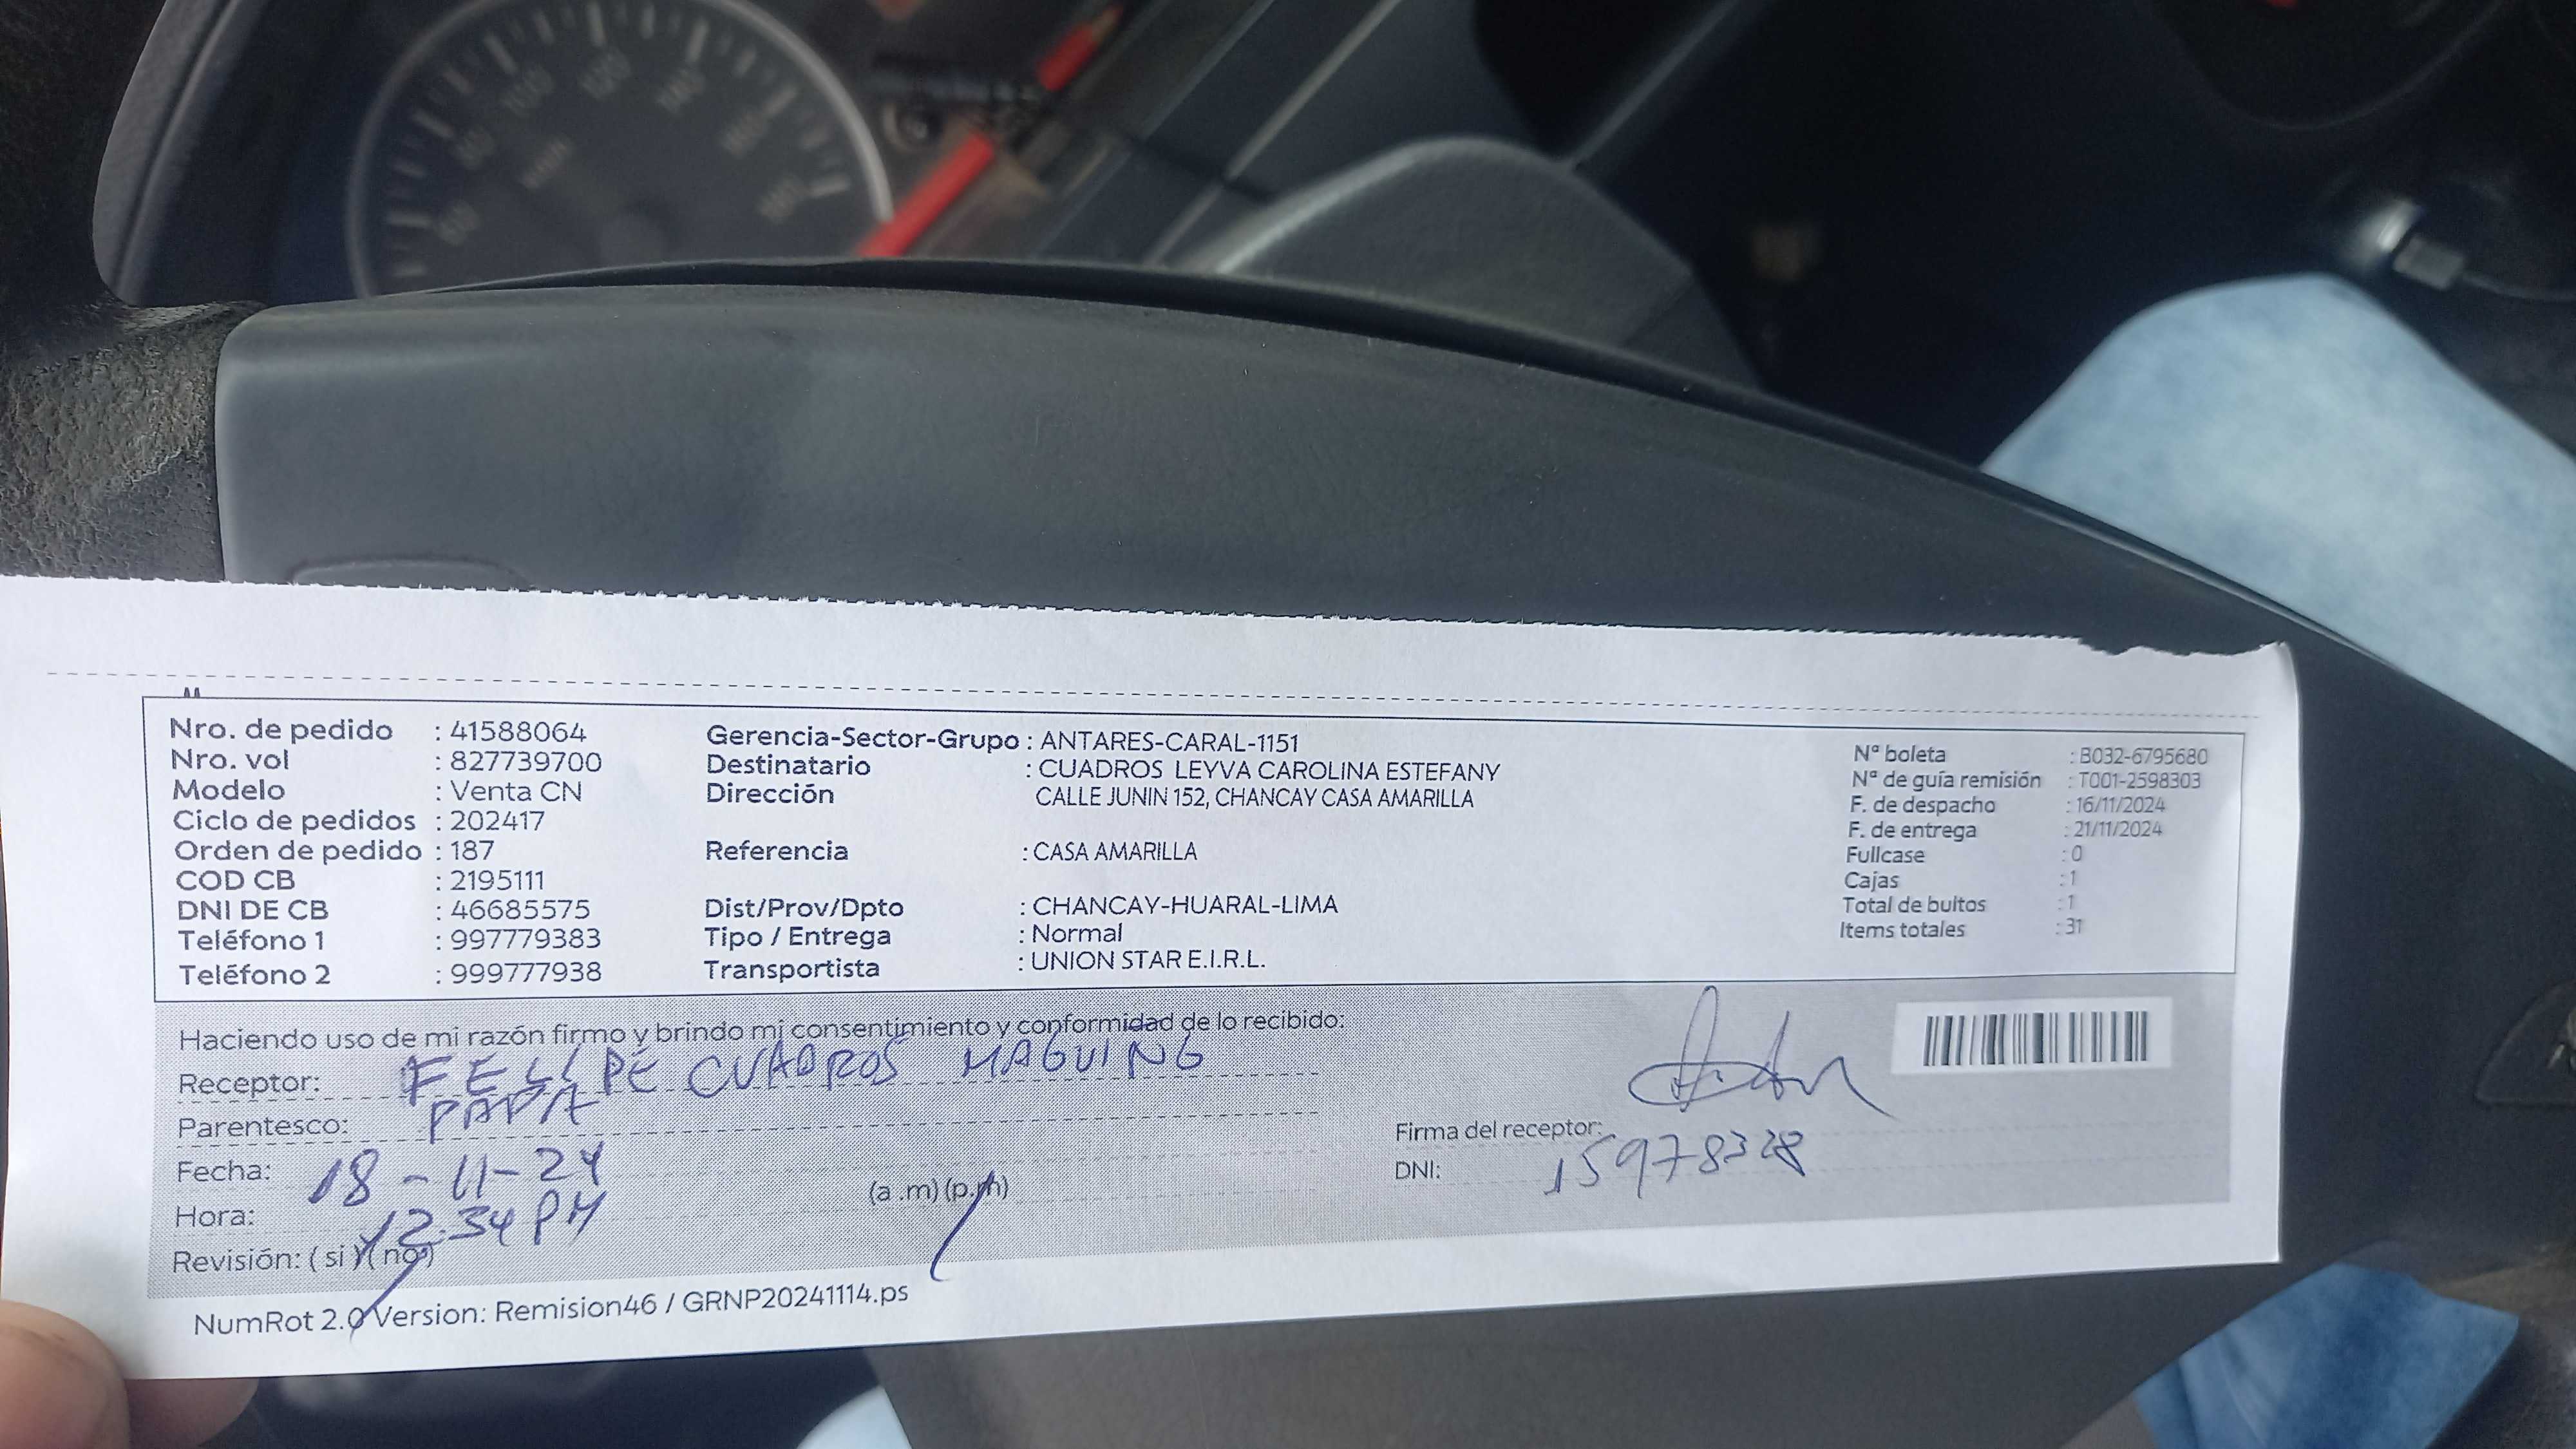 Nro. de pedido : 41588064
Nro. vol : 827739700
Modelo : Venta CN
Ciclo de pedidos : 202417
Orden de pedido : 187
COD CB : 2195111
DNI DE CB : 46685575
Teléfono 1 : 997779383
Teléfono 2 : 999777938
Gerencia-Sector-Grupo : ANTARES-CARAL-1151
Destinatario : CUADROS LEYVA CAROLINA ESTEFANY
Dirección CALLE JUNIN 152, CHANCAY CASA AMARILLA
Referencia : CASA AMARILLA
Dist/Prov/Dpto : CHANCAY-HUARAL-LIMA
Tipo / Entrega : Normal
Transportista : UNION STAR E.I.R.L.
Nª boleta : B032-6795680
Nª de guía remisión : T001-2598303
F. de despacho : 16/11/2024
F. de entrega : 21/11/2024
Fullcase : 0
Cajas : 1
Total de bultos : 1
Items totales : 31
Haciendo uso de mi razón firmo y brindo mi consentimiento y conformidad de lo recibido:
Receptor: FELIPE CUADROS MAGUING
Parentesco: PAPA
Fecha: 18-11-24
Hora: 12:34 PM (a .m) (p.m)
Revisión: ( si ) ( no )
Firma del receptor:
DNI: 15978328
NumRot 2.0 Version: Remision46 / GRNP20241114.ps